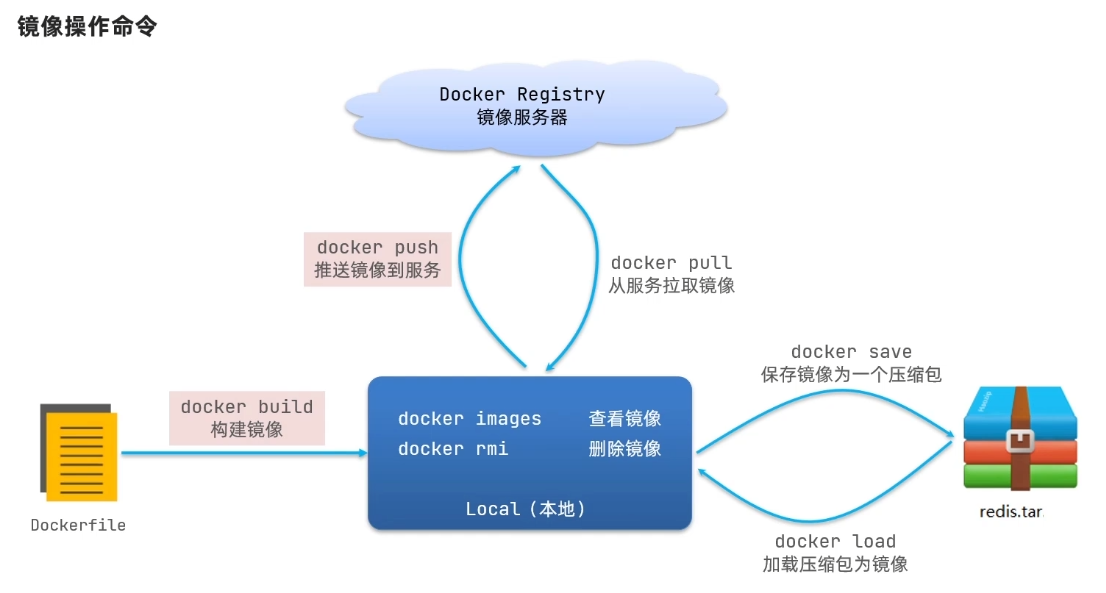 镜像操作命令
Docker Registry
镜像服务器
docker push
推送镜像到服务
docker pull
从服务拉取镜像
docker save
保存镜像为一个压缩包
docker build
构建镜像
docker images 查看镜像
docker rmi 删除镜像
Local（本地）
Dockerfile
redis.tar
docker load
加载压缩包为镜像